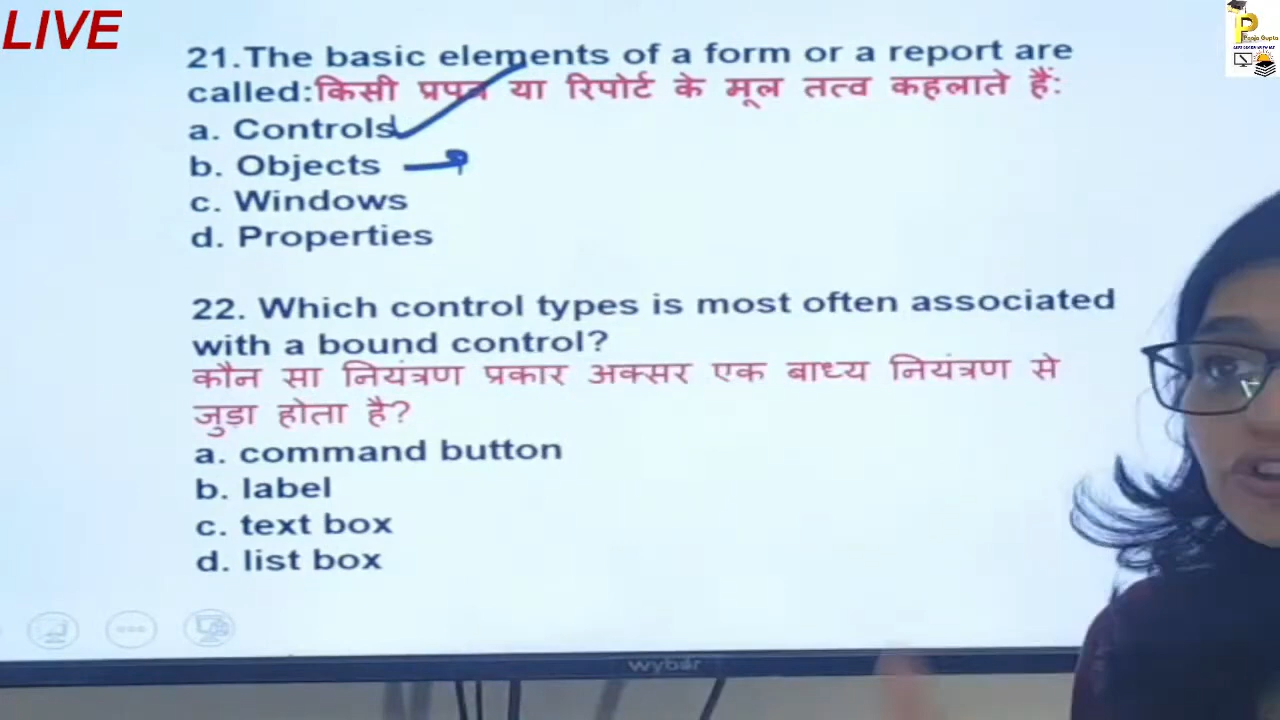 LIVE
21.The basic elements of a form or a report are
called:किसी प्रपत्र या रिपोर्ट के मूल तत्व कहलाते हैं:
a. Controls
b. Objects
c. Windows
d. Properties
22. Which control types is most often associated
with a bound control?
कौन सा नियंत्रण प्रकार अक्सर एक बाध्य नियंत्रण से
जुड़ा होता है?
a. command button
b. label
c. text box
d. list box
Pooja Gupta